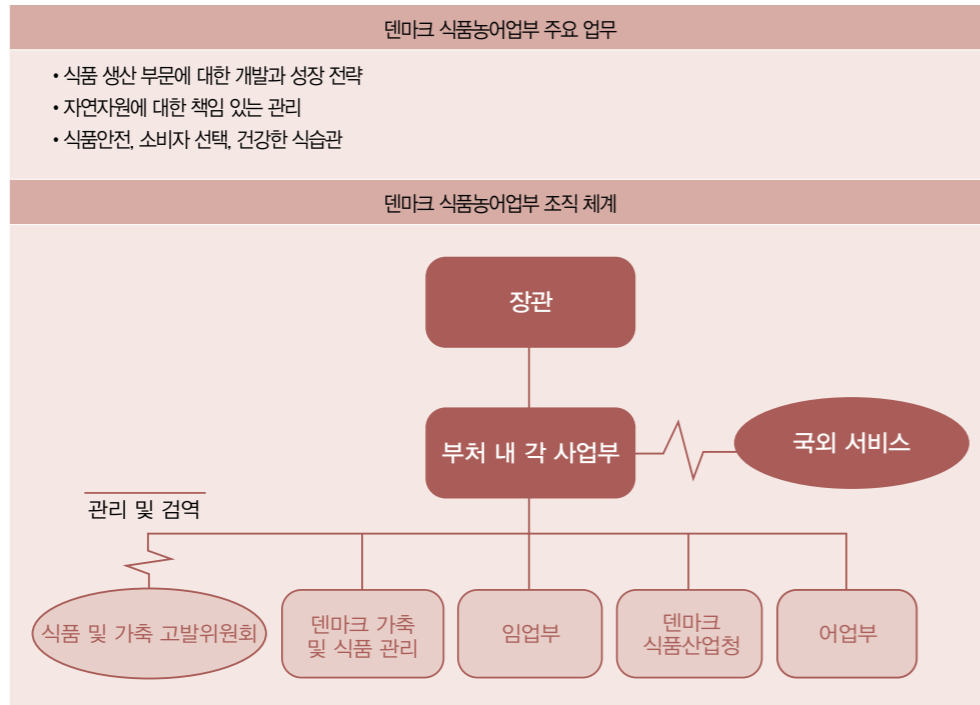 덴마크 식품농어업부 주요 업무
• 식품 생산 부문에 대한 개발과 성장 전략
• 자연자원에 대한 책임 있는 관리
• 식품안전, 소비자 선택, 건강한 식습관
덴마크 식품농어업부 조직 체계
장관
부처 내 각 사업부
국외 서비스
관리 및 검역
식품 및 가축 고발위원회
덴마크 가축
및 식품 관리
임업부
덴마크
식품산업청
어업부